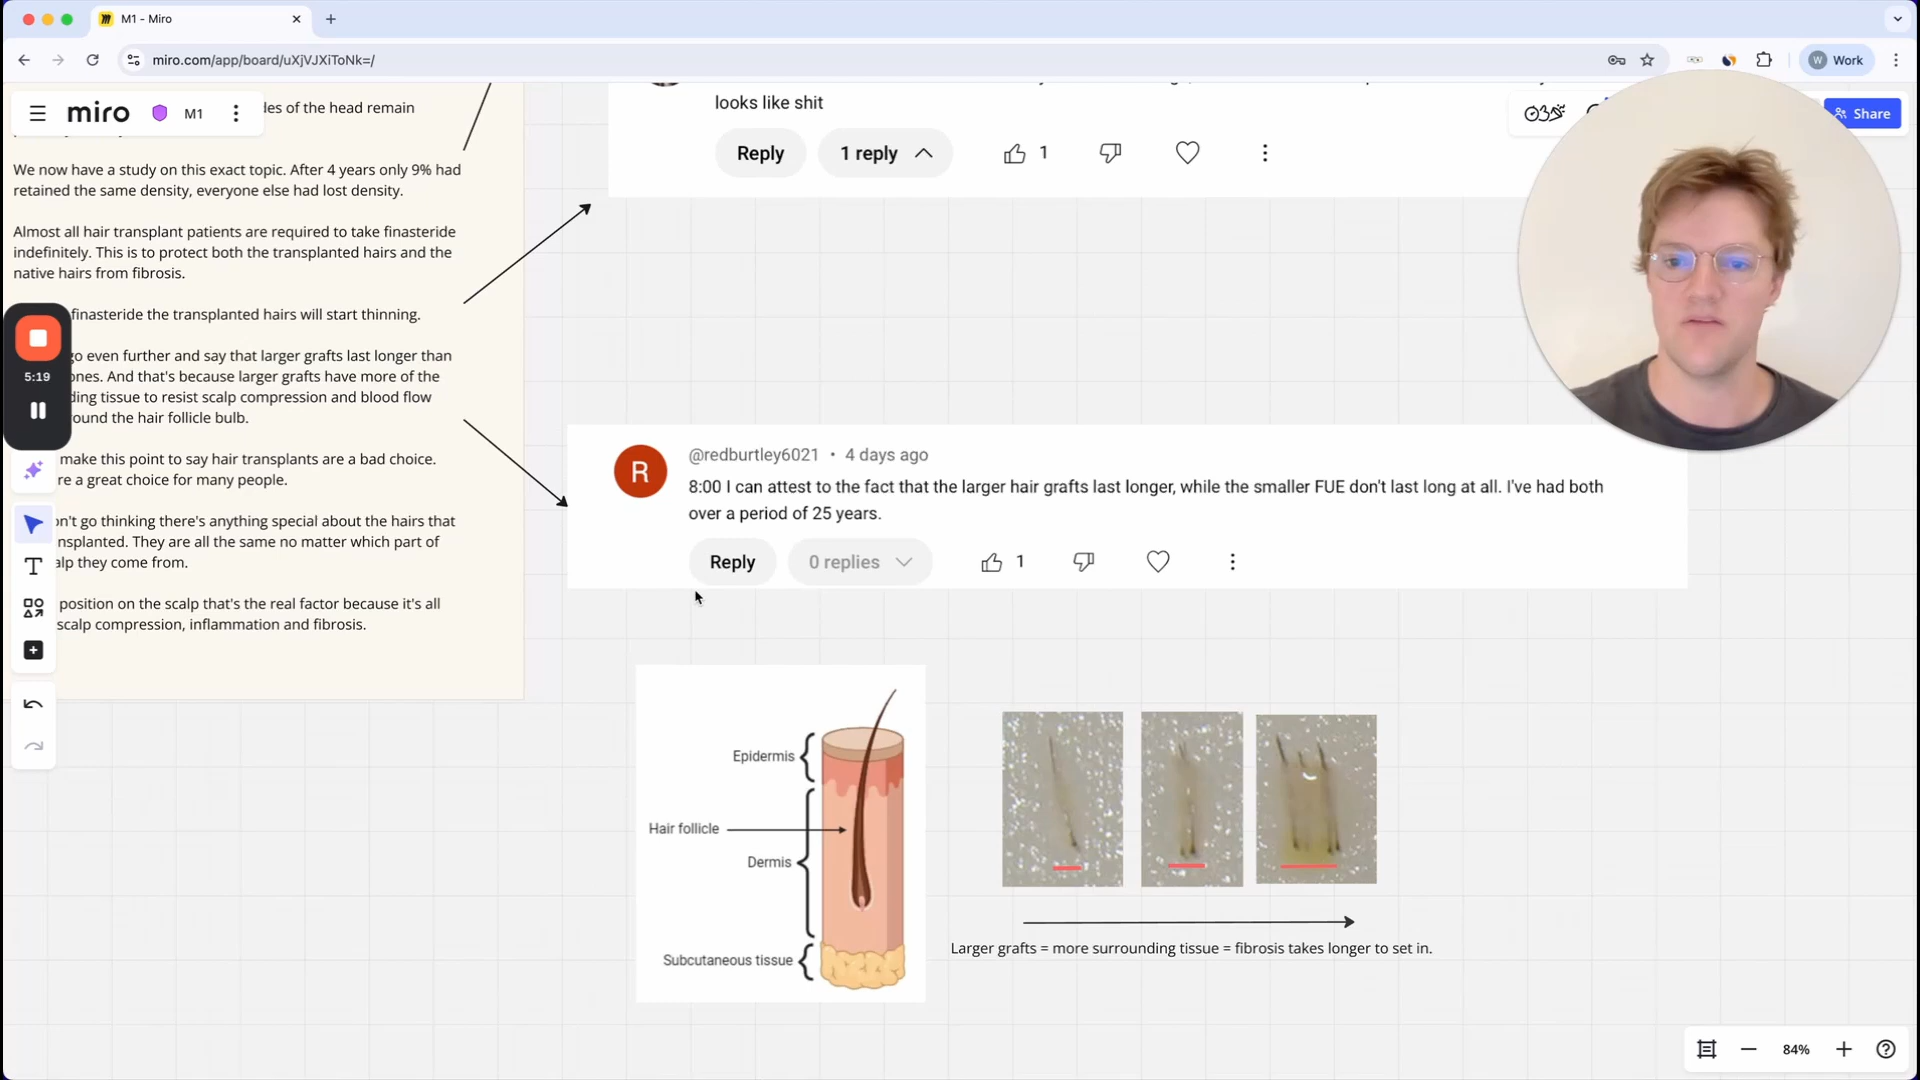 M1 - Miro
miro.com/app/board/uXjVJXiToNk=/
W Work
miro
M1
Share
des of the head remain
We now have a study on this exact topic. After 4 years only 9% had
retained the same density, everyone else had lost density.
Almost all hair transplant patients are required to take finasteride
indefinitely. This is to protect both the transplanted hairs and the
native hairs from fibrosis.
finasteride the transplanted hairs will start thinning.
go even further and say that larger grafts last longer than
ones. And that's because larger grafts have more of the
ding tissue to resist scalp compression and blood flow
ound the hair follicle bulb.
make this point to say hair transplants are a bad choice.
re a great choice for many people.
on't go thinking there's anything special about the hairs that
nsplanted. They are all the same no matter which part of
alp they come from.
position on the scalp that's the real factor because it's all
scalp compression, inflammation and fibrosis.
5:19
T
looks like shit
Reply
1 reply
1
R
@redburtley6021 • 4 days ago
8:00 I can attest to the fact that the larger hair grafts last longer, while the smaller FUE don't last long at all. I've had both
over a period of 25 years.
Reply
0 replies
1
Epidermis
Hair follicle
Dermis
Subcutaneous tissue
Larger grafts = more surrounding tissue = fibrosis takes longer to set in.
84%